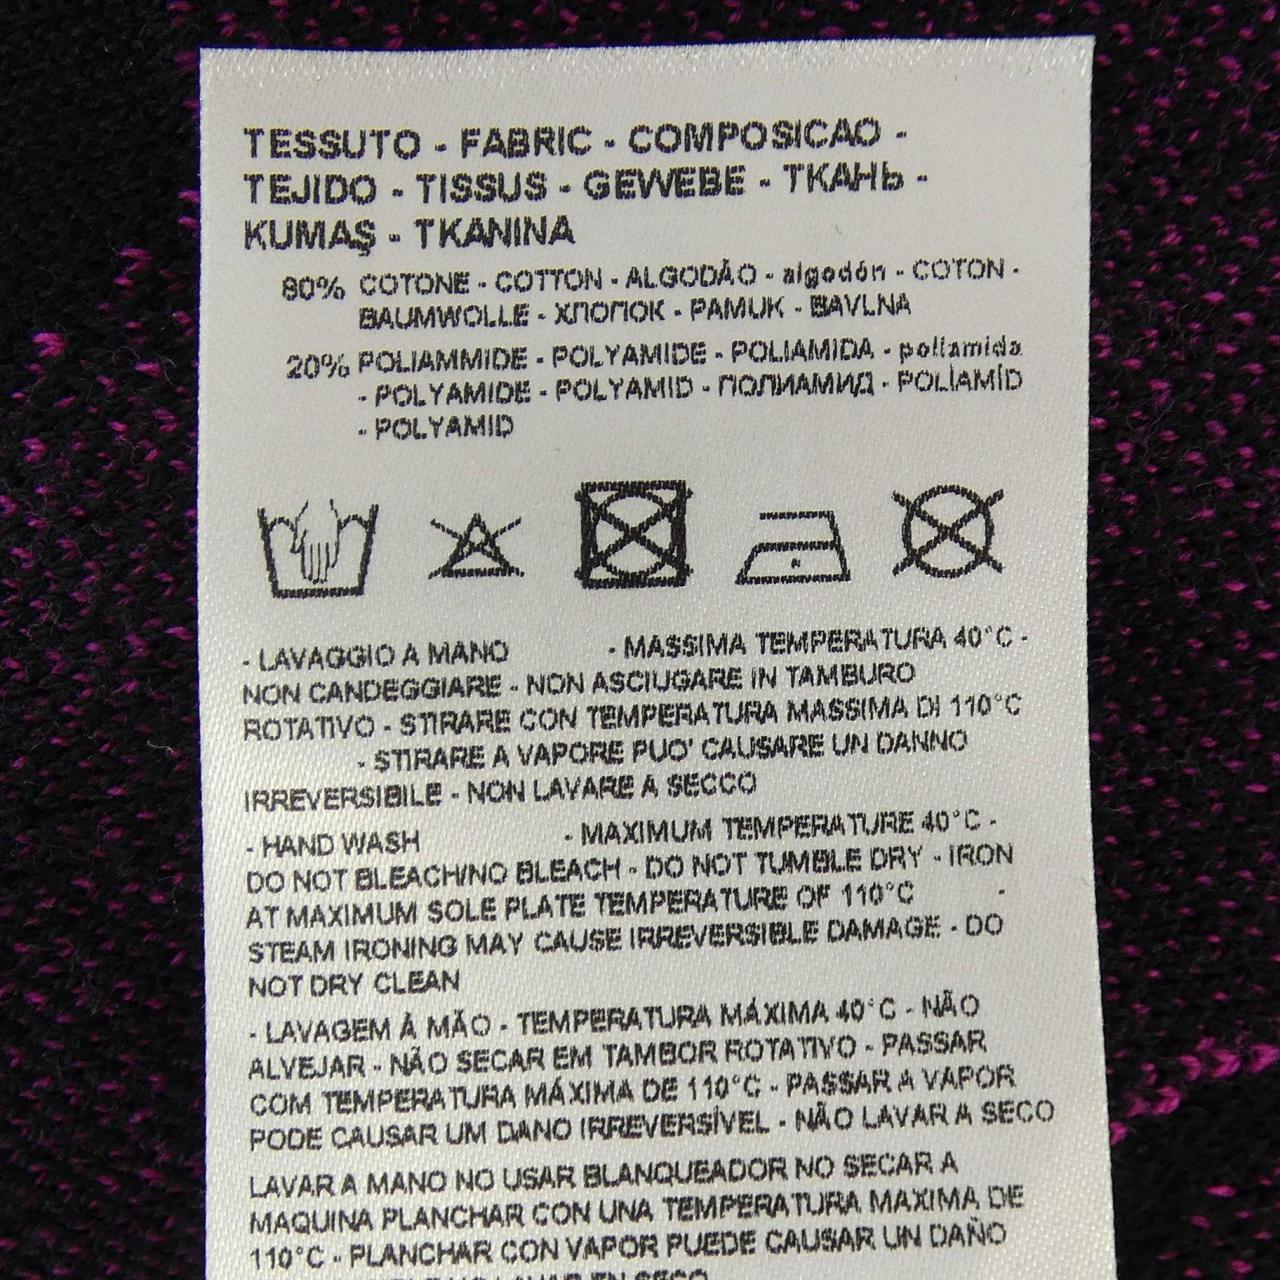 TESSUTO - FABRIC - COMPOSICAO -
TEJIDO - TISSUS - GEWEBE - ТКАНЬ -
KUMAŞ - TKANINA
80% COTONE - COTTON - ALGODÃO - algodón - COTON -
BAUMWOLLE - ХЛОПОК - PAMUK - BAVLNA
20% POLIAMMIDE - POLYAMIDE - POLIAMIDA - poliamida
- POLYAMIDE - POLYAMID - ПОЛИАМИД - POLİAMİD
- POLYAMID
- LAVAGGIO A MANO - MASSIMA TEMPERATURA 40°C -
NON CANDEGGIARE - NON ASCIUGARE IN TAMBURO
ROTATIVO - STIRARE CON TEMPERATURA MASSIMA DI 110°C
- STIRARE A VAPORE PUO' CAUSARE UN DANNO
IRREVERSIBILE - NON LAVARE A SECCO
- HAND WASH - MAXIMUM TEMPERATURE 40°C -
DO NOT BLEACH/NO BLEACH - DO NOT TUMBLE DRY - IRON
AT MAXIMUM SOLE PLATE TEMPERATURE OF 110°C -
STEAM IRONING MAY CAUSE IRREVERSIBLE DAMAGE - DO
NOT DRY CLEAN
- LAVAGEM À MÃO - TEMPERATURA MÁXIMA 40°C - NÃO
ALVEJAR - NÃO SECAR EM TAMBOR ROTATIVO - PASSAR
COM TEMPERATURA MÁXIMA DE 110°C - PASSAR A VAPOR
PODE CAUSAR UM DANO IRREVERSÍVEL - NÃO LAVAR A SECO
LAVAR A MANO NO USAR BLANQUEADOR NO SECAR A
MAQUINA PLANCHAR CON UNA TEMPERATURA MAXIMA DE
110°C - PLANCHAR CON VAPOR PUEDE CAUSAR UN DAÑO
LAVAR EN SECO